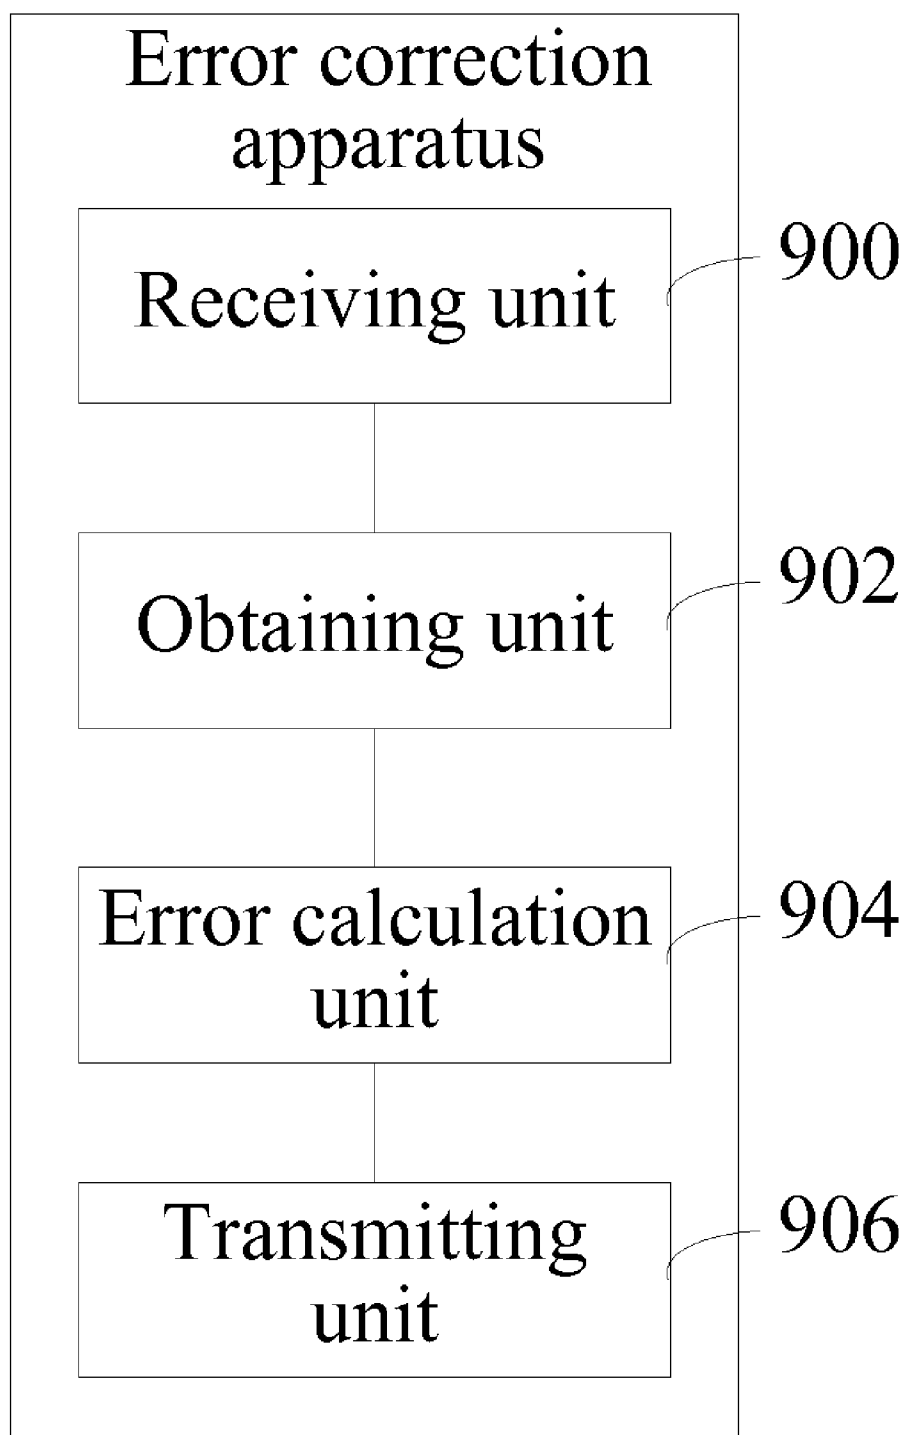 Error correction
apparatus
Receiving unit
900
Obtaining unit
902
Error calculation
unit
904
Transmitting
unit
906